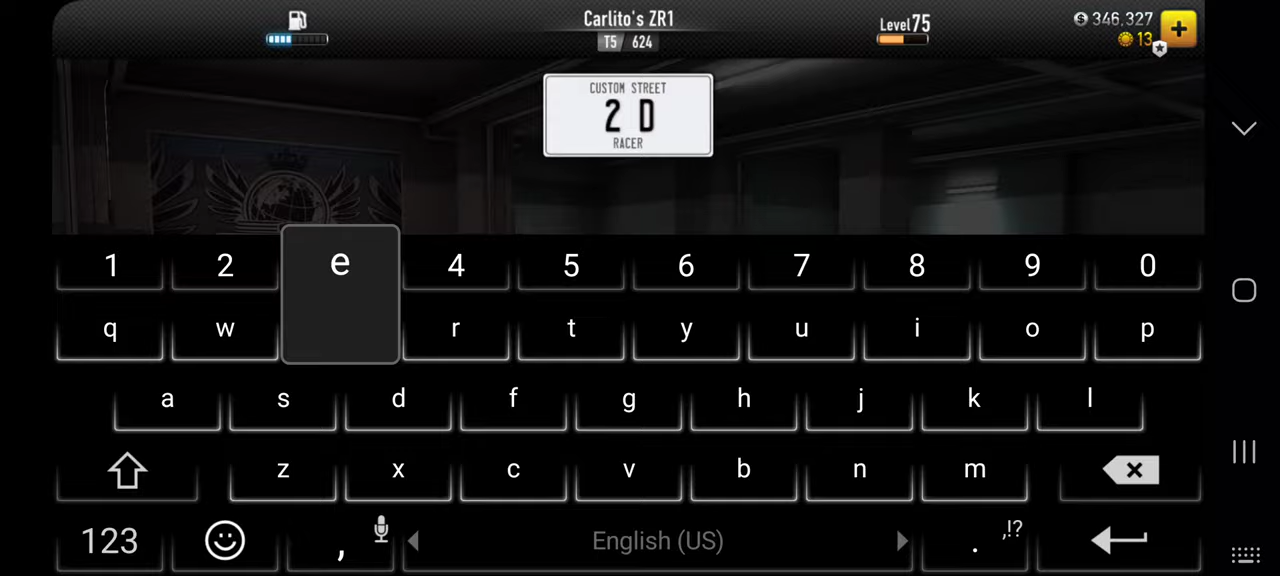 Carlito's ZR1
T5 624
Level 75
346,327
13
CUSTOM STREET
2 D
RACER
1 2 e 4 5 6 7 8 9 0
q w r t y u i o p
a s d f g h j k l
z x c v b n m
123 , English (US) . ,!?